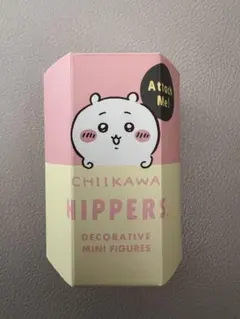 Attach
Me!
CHIIKAWA
HIPPERS
DECORATIVE
MINI FIGURES